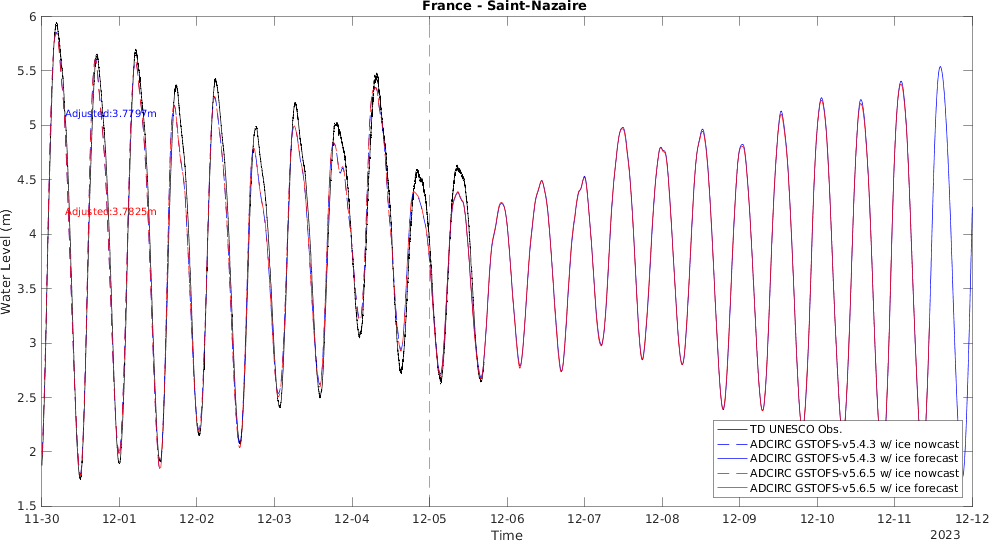 France - Saint-Nazaire
6
5.5
5
4.5
4
3.5
3
2.5
2
1.5
Water Level (m)
Adjusted:3.7797m
Adjusted:3.7825m
TD UNESCO Obs.
ADCIRC GSTOFS-v5.4.3 w/ ice nowcast
ADCIRC GSTOFS-v5.4.3 w/ ice forecast
ADCIRC GSTOFS-v5.6.5 w/ ice nowcast
ADCIRC GSTOFS-v5.6.5 w/ ice forecast
11-30 12-01 12-02 12-03 12-04 12-05 12-06 12-07 12-08 12-09 12-10 12-11 12-12
Time
2023